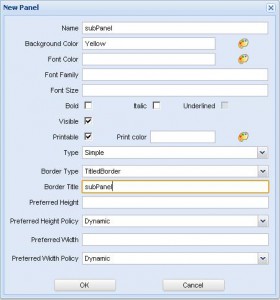 New Panel
Name subPanel
Background Color Yellow
Font Color
Font Family
Font Size
Bold Italic Underlined
Visible
Printable Print color
Type Simple
Border Type TitledBorder
Border Title subPanel
Preferred Height
Preferred Height Policy Dynamic
Preferred Width
Preferred Width Policy Dynamic
OK Cancel